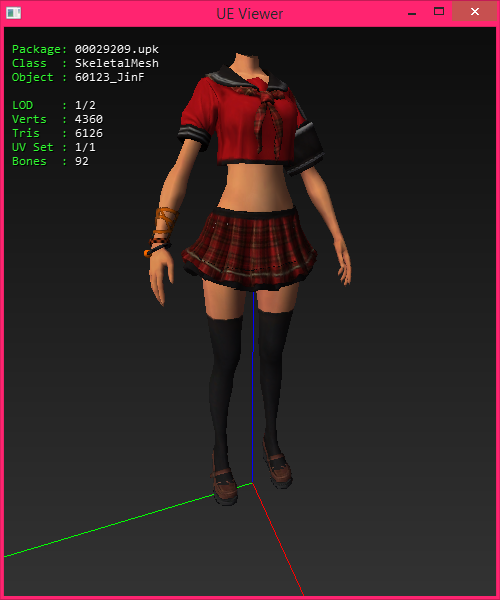 UE Viewer
Package: 00029209.upk
Class  : SkeletalMesh
Object : 60123_JinF
LOD    : 1/2
Verts  : 4360
Tris   : 6126
UV Set : 1/1
Bones  : 92